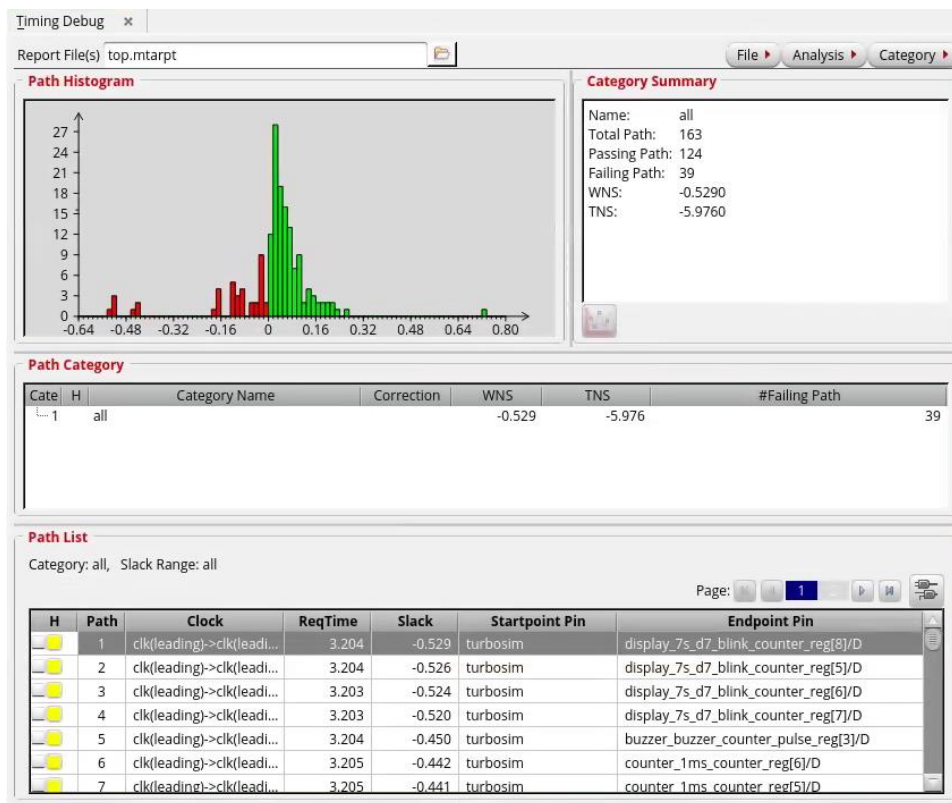 Timing Debug ×
Report File(s) top.mtarpt File Analysis Category
Path Histogram
27
24
21
18
15
12
9
6
3
0
-0.64 -0.48 -0.32 -0.16 0 0.16 0.32 0.48 0.64 0.80
Category Summary
Name: all
Total Path: 163
Passing Path: 124
Failing Path: 39
WNS: -0.5290
TNS: -5.9760
Path Category
Cate H Category Name Correction WNS TNS #Failing Path
1 all -0.529 -5.976 39
Path List
Category: all, Slack Range: all
Page: 1
H Path Clock ReqTime Slack Startpoint Pin Endpoint Pin
1 clk(leading)->clk(leadi... 3.204 -0.529 turbosim display_7s_d7_blink_counter_reg[8]/D
2 clk(leading)->clk(leadi... 3.204 -0.526 turbosim display_7s_d7_blink_counter_reg[5]/D
3 clk(leading)->clk(leadi... 3.203 -0.524 turbosim display_7s_d7_blink_counter_reg[6]/D
4 clk(leading)->clk(leadi... 3.203 -0.520 turbosim display_7s_d7_blink_counter_reg[7]/D
5 clk(leading)->clk(leadi... 3.204 -0.450 turbosim buzzer_buzzer_counter_pulse_reg[3]/D
6 clk(leading)->clk(leadi... 3.205 -0.442 turbosim counter_1ms_counter_reg[6]/D
7 clk(leading)->clk(leadi... 3.205 -0.441 turbosim counter_1ms_counter_reg[5]/D